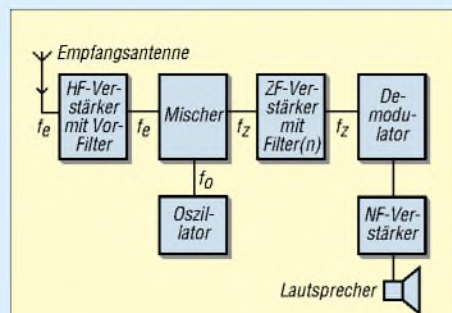 Empfangsantenne
HF-Ver-
stärker
mit Vor-
Filter
Mischer
ZF-Ver-
stärker
mit
Filter(n)
De-
modu-
lator
fe
fe
fz
fz
fo
Oszil-
lator
NF-Ver-
stärker
Lautsprecher